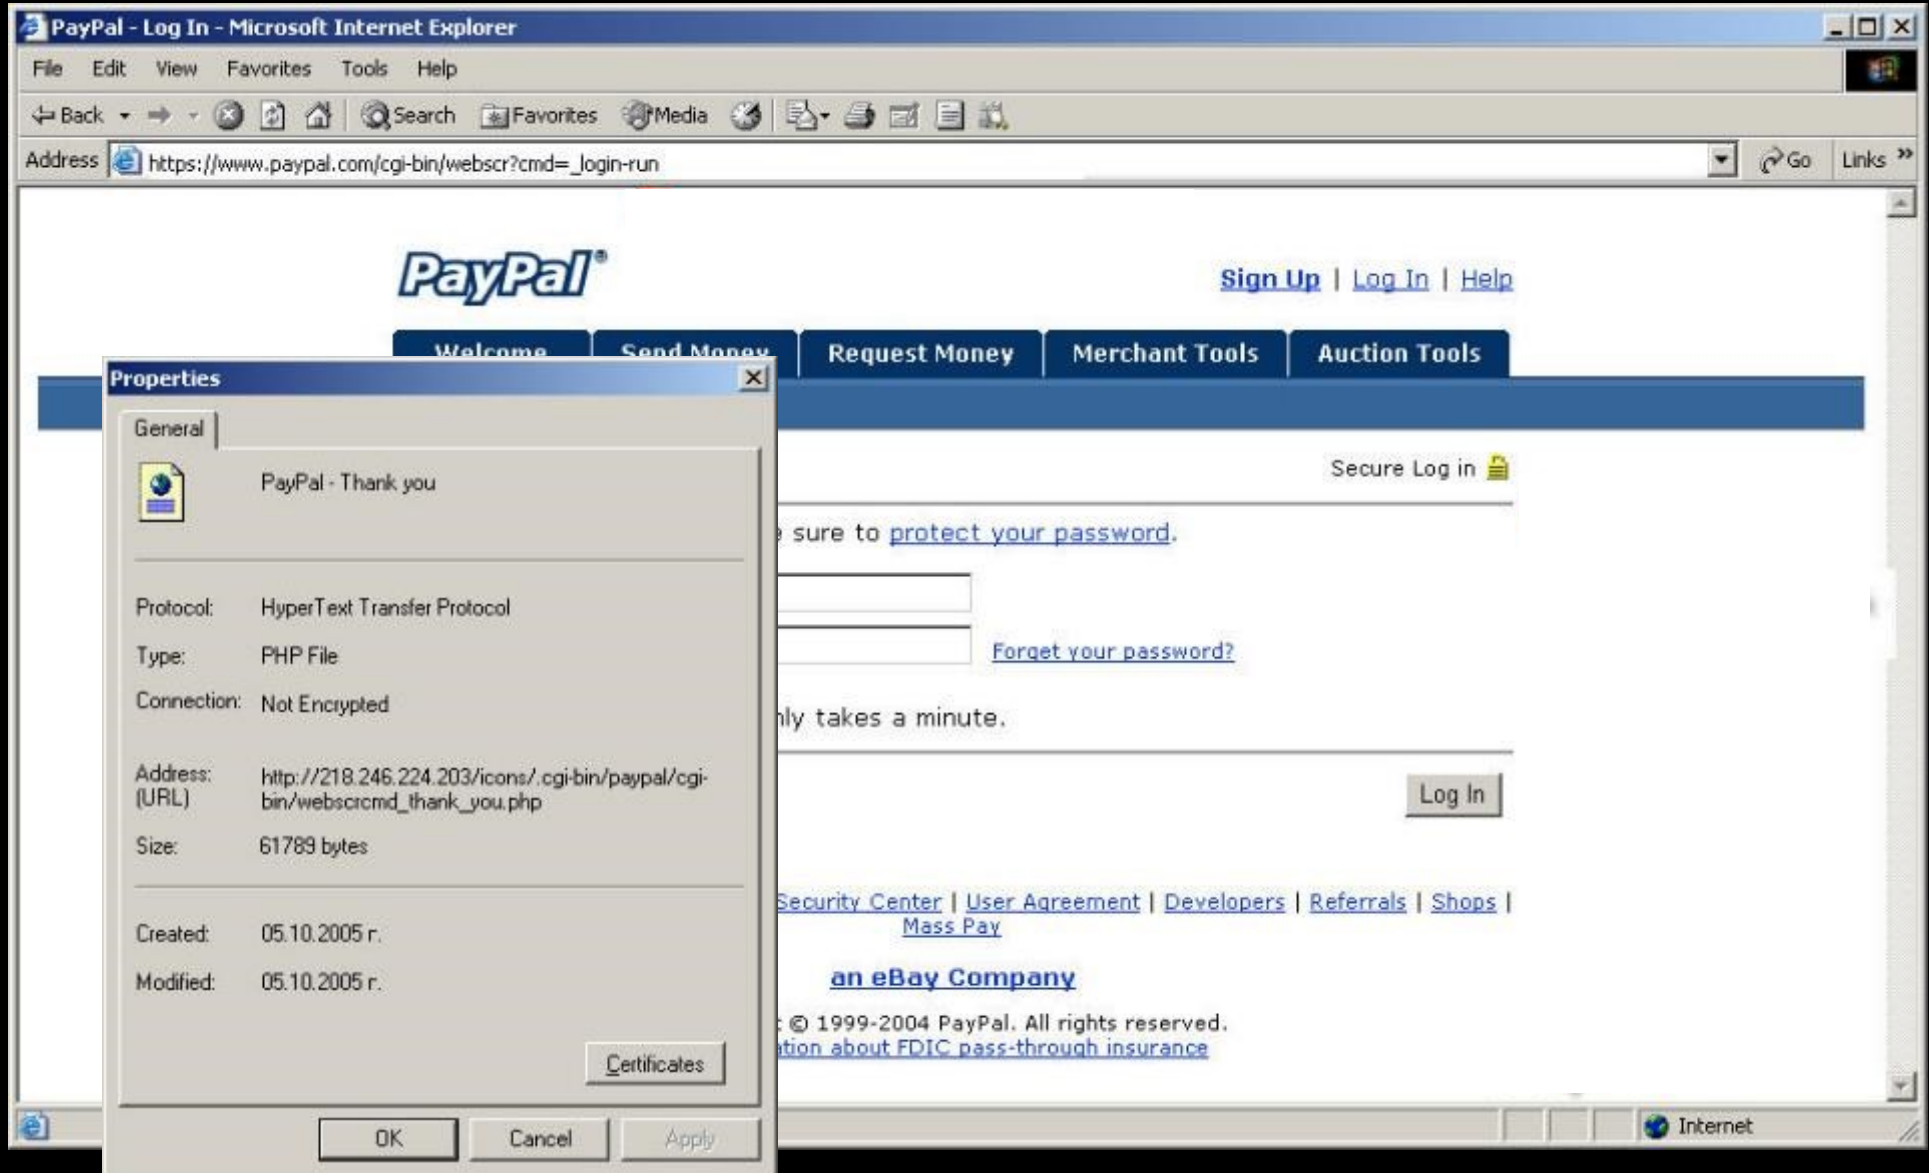 PayPal - Log In - Microsoft Internet Explorer
File Edit View Favorites Tools Help
Back Search Favorites Media
Address https://www.paypal.com/cgi-bin/webscr?cmd=_login-run Go Links »
PayPal®
Sign Up | Log In | Help
Welcome Send Money Request Money Merchant Tools Auction Tools
Secure Log in
sure to protect your password.
Forget your password?
takes a minute.
Log In
Security Center | User Agreement | Developers | Referrals | Shops |
Mass Pay
an eBay Company
© 1999-2004 PayPal. All rights reserved.
about FDIC pass-through insurance
Internet
Properties
General
PayPal - Thank you
Protocol: HyperText Transfer Protocol
Type: PHP File
Connection: Not Encrypted
Address: http://218.246.224.203/icons/.cgi-bin/paypal/cgi-
(URL) bin/webscrcmd_thank_you.php
Size: 61789 bytes
Created: 05.10.2005 г.
Modified: 05.10.2005 г.
Certificates
OK Cancel Apply